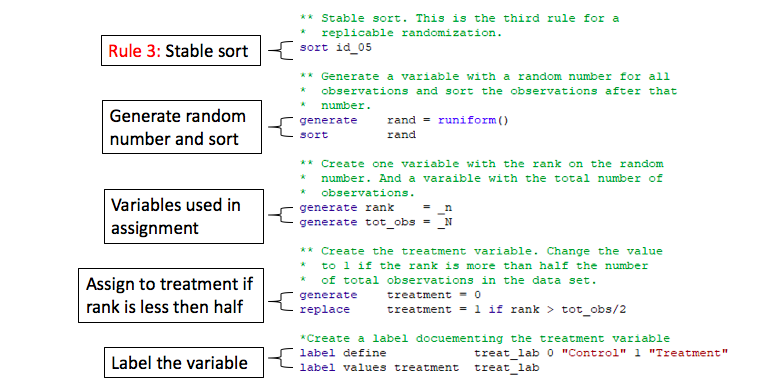 ** Stable sort. This is the third rule for a
* replicable randomization.
Rule 3: Stable sort
sort id_05
** Generate a variable with a random number for all
* observations and sort the observations after that
* number.
Generate random
number and sort
generate rand = runiform()
sort rand
** Create one variable with the rank on the random
* number. And a varaible with the total number of
* observations.
Variables used in
assignment
generate rank = _n
generate tot_obs = _N
** Create the treatment variable. Change the value
* to 1 if the rank is more than half the number
* of total observations in the data set.
Assign to treatment if
rank is less then half
generate treatment = 0
replace treatment = 1 if rank > tot_obs/2
*Create a label docuementing the treatment variable
Label the variable
label define treat_lab 0 "Control" 1 "Treatment"
label values treatment treat_lab